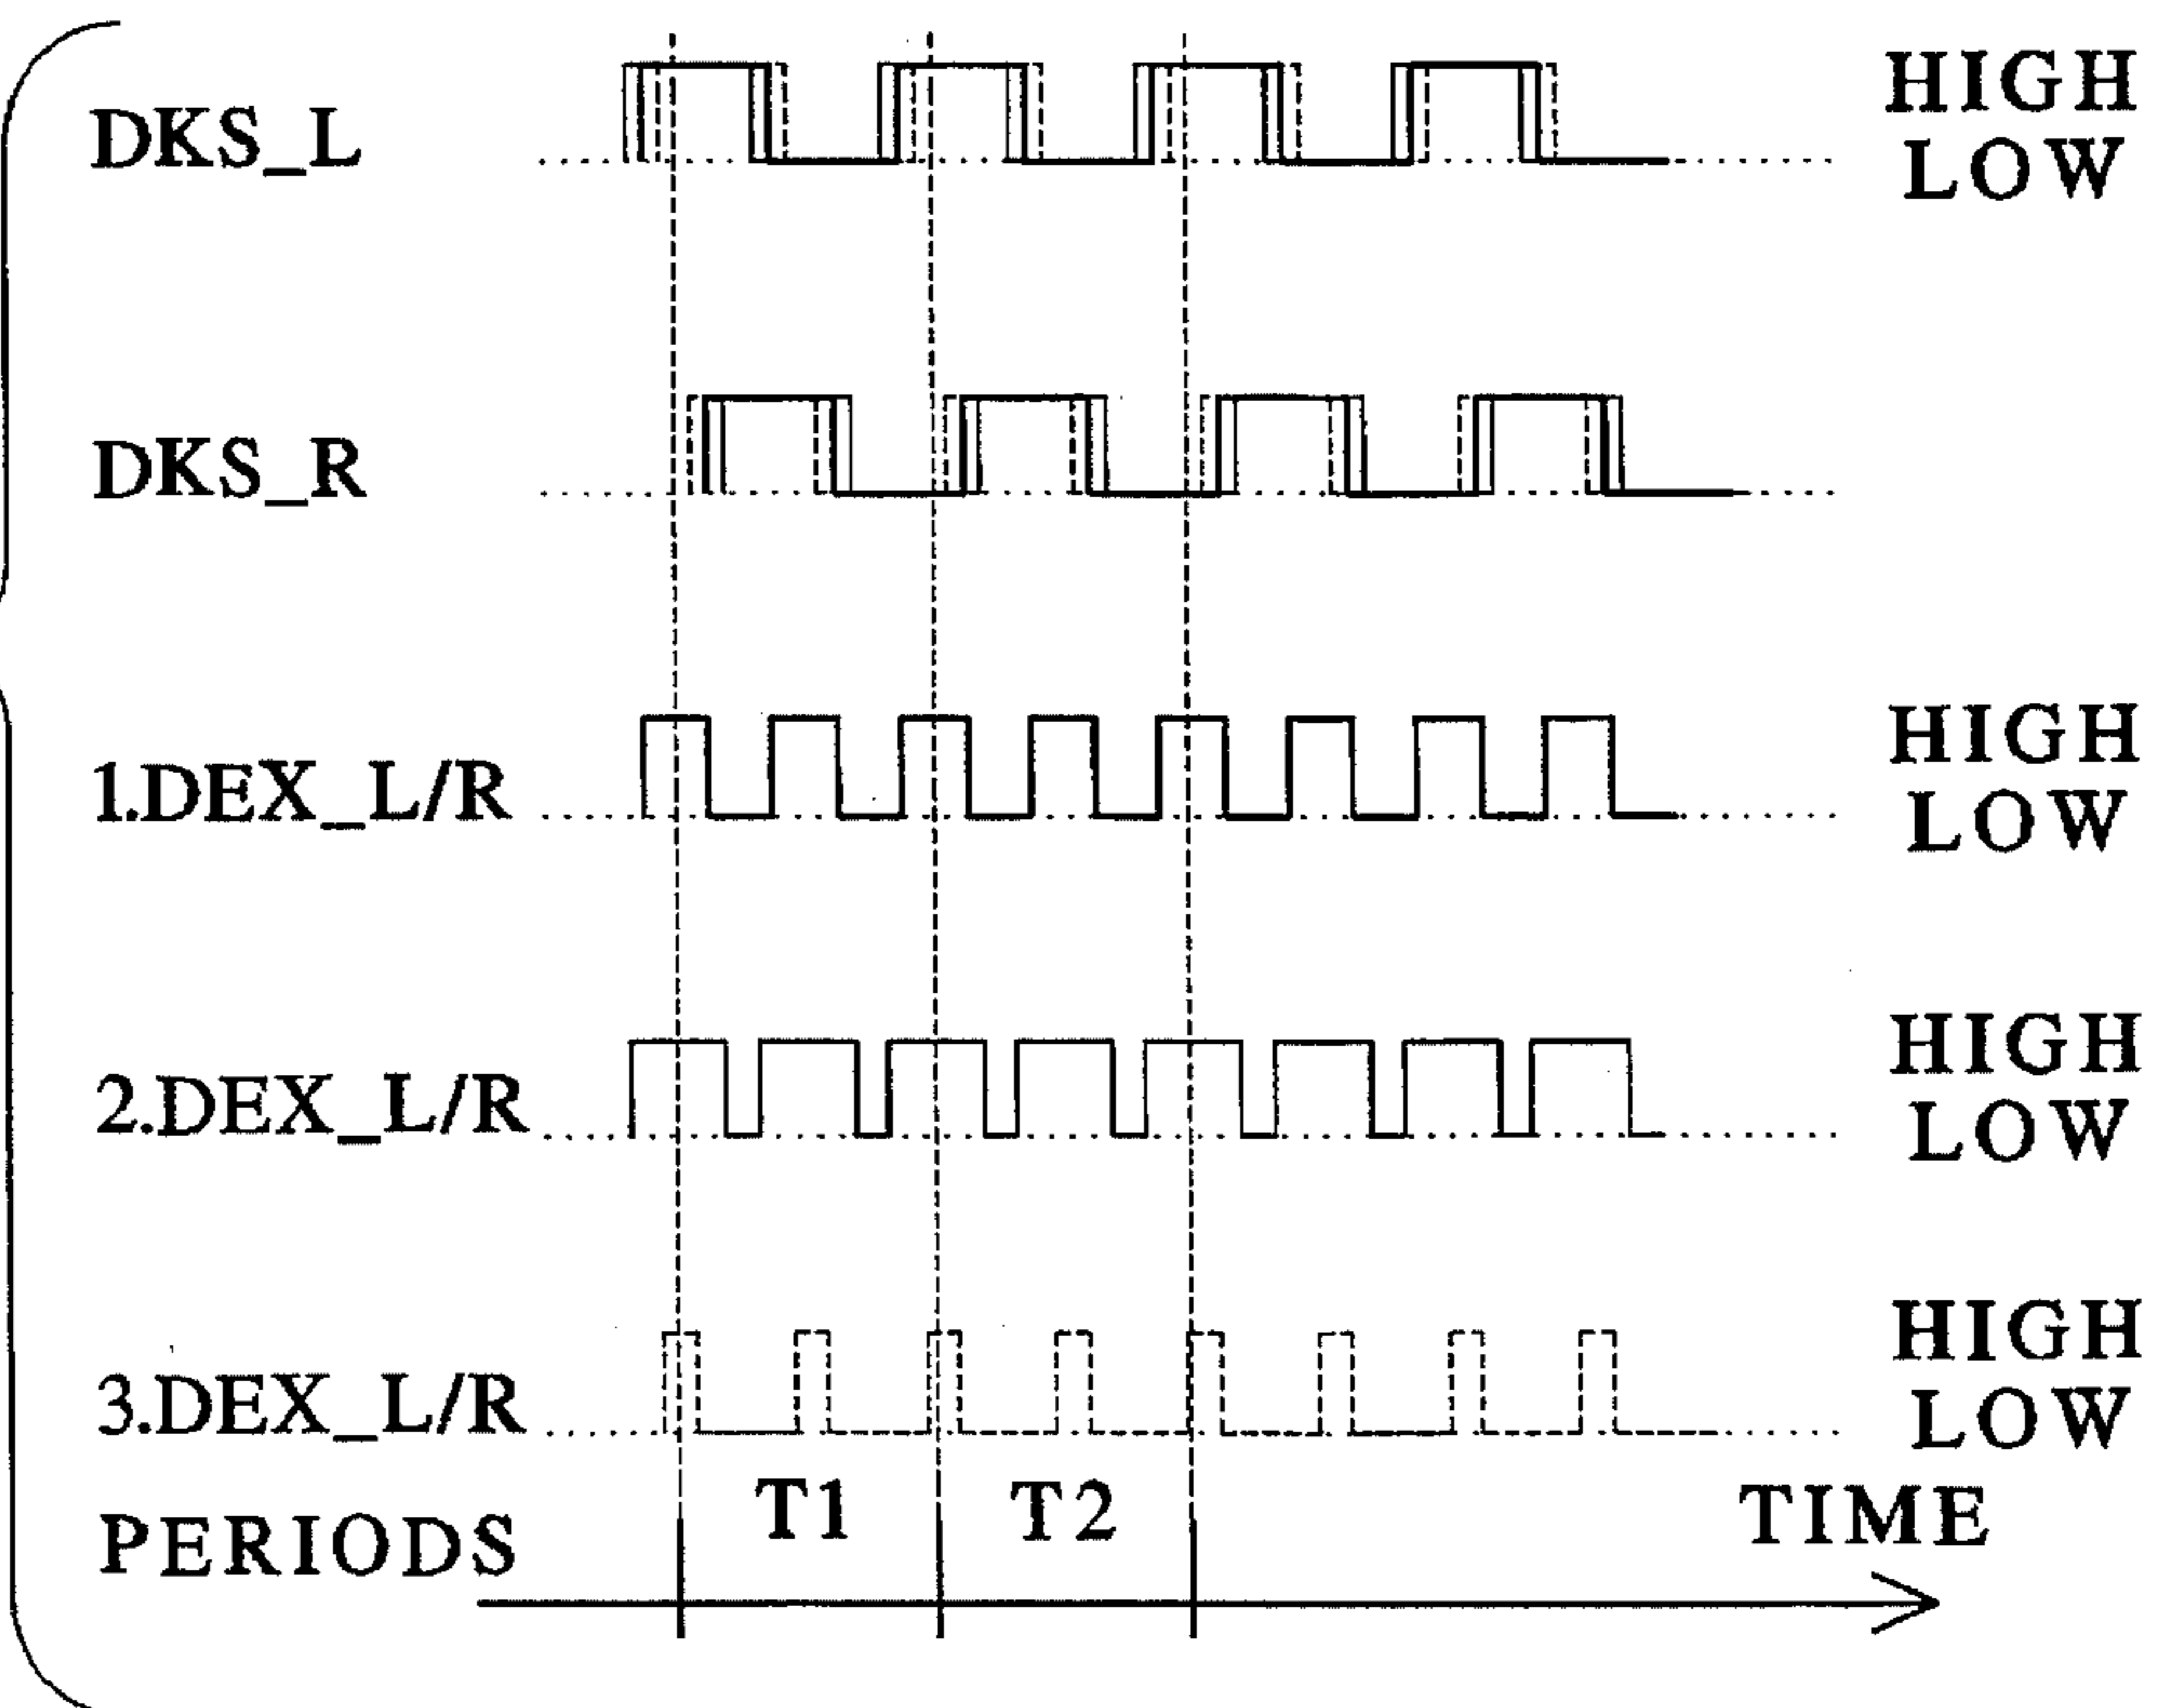 HIGH
DKS_L
LOW
DKS_R
HIGH
1.DEX_L/R
LOW
HIGH
2.DEX_L/R
LOW
HIGH
3.DEX_L/R
LOW
T1 T2 TIME
PERIODS